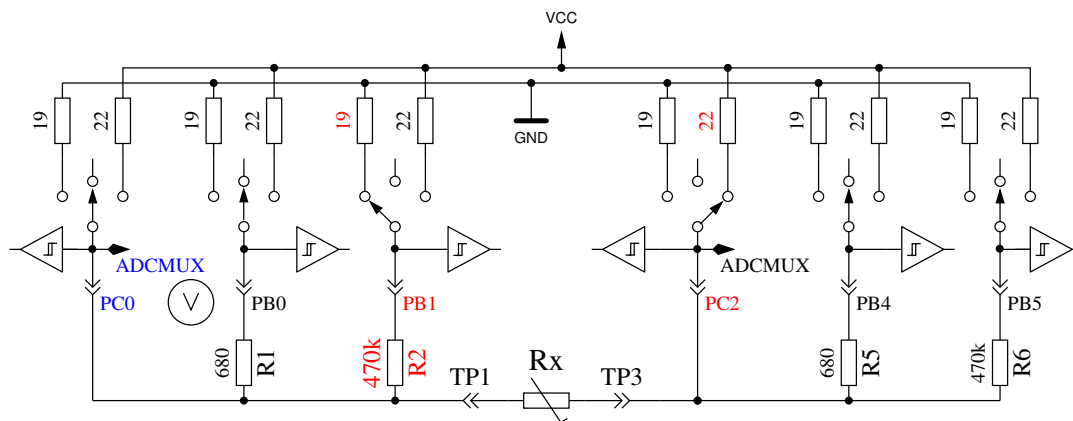 VCC
19 22 19 22 19 22 GND 19 22 19 22 19 22
ADCMUX ADCMUX
PC0 V PB0 PB1 PC2 PB4 PB5
680 R1 470k R2 680 R5 470k R6
TP1 Rx TP3